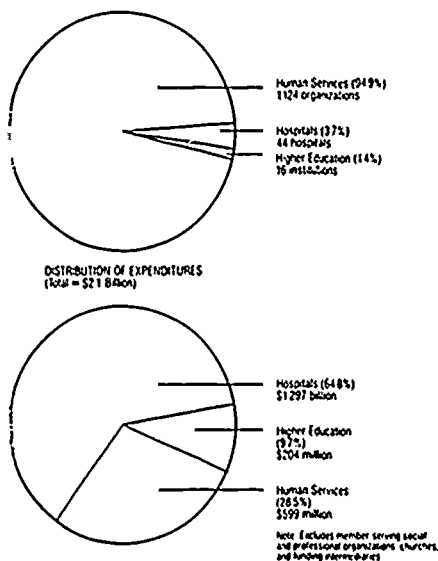 Human Services (94.9%)
1124 organizations
Hospitals (3.7%)
44 hospitals
Higher Education (1.4%)
16 institutions
DISTRIBUTION OF EXPENDITURES
(Total = $2.1 Billion)
Hospitals (64.8%)
$1.297 billion
Higher Education
(9.7%)
$204 million
Human Services
(28.5%)
$599 million
Note: Excludes member serving social
and professional organizations, churches,
and funding intermediaries